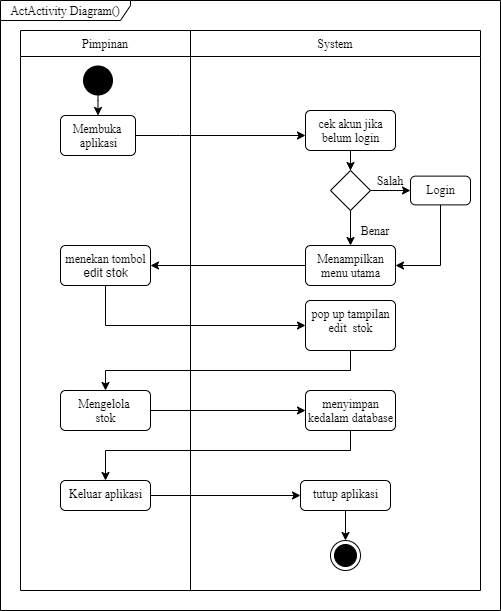 ActActivity Diagram()
Pimpinan
System
Membuka
aplikasi
cek akun jika
belum login
Salah
Login
Benar
menekan tombol
edit stok
Menampilkan
menu utama
pop up tampilan
edit stok
Mengelola
stok
menyimpan
kedalam database
Keluar aplikasi
tutup aplikasi